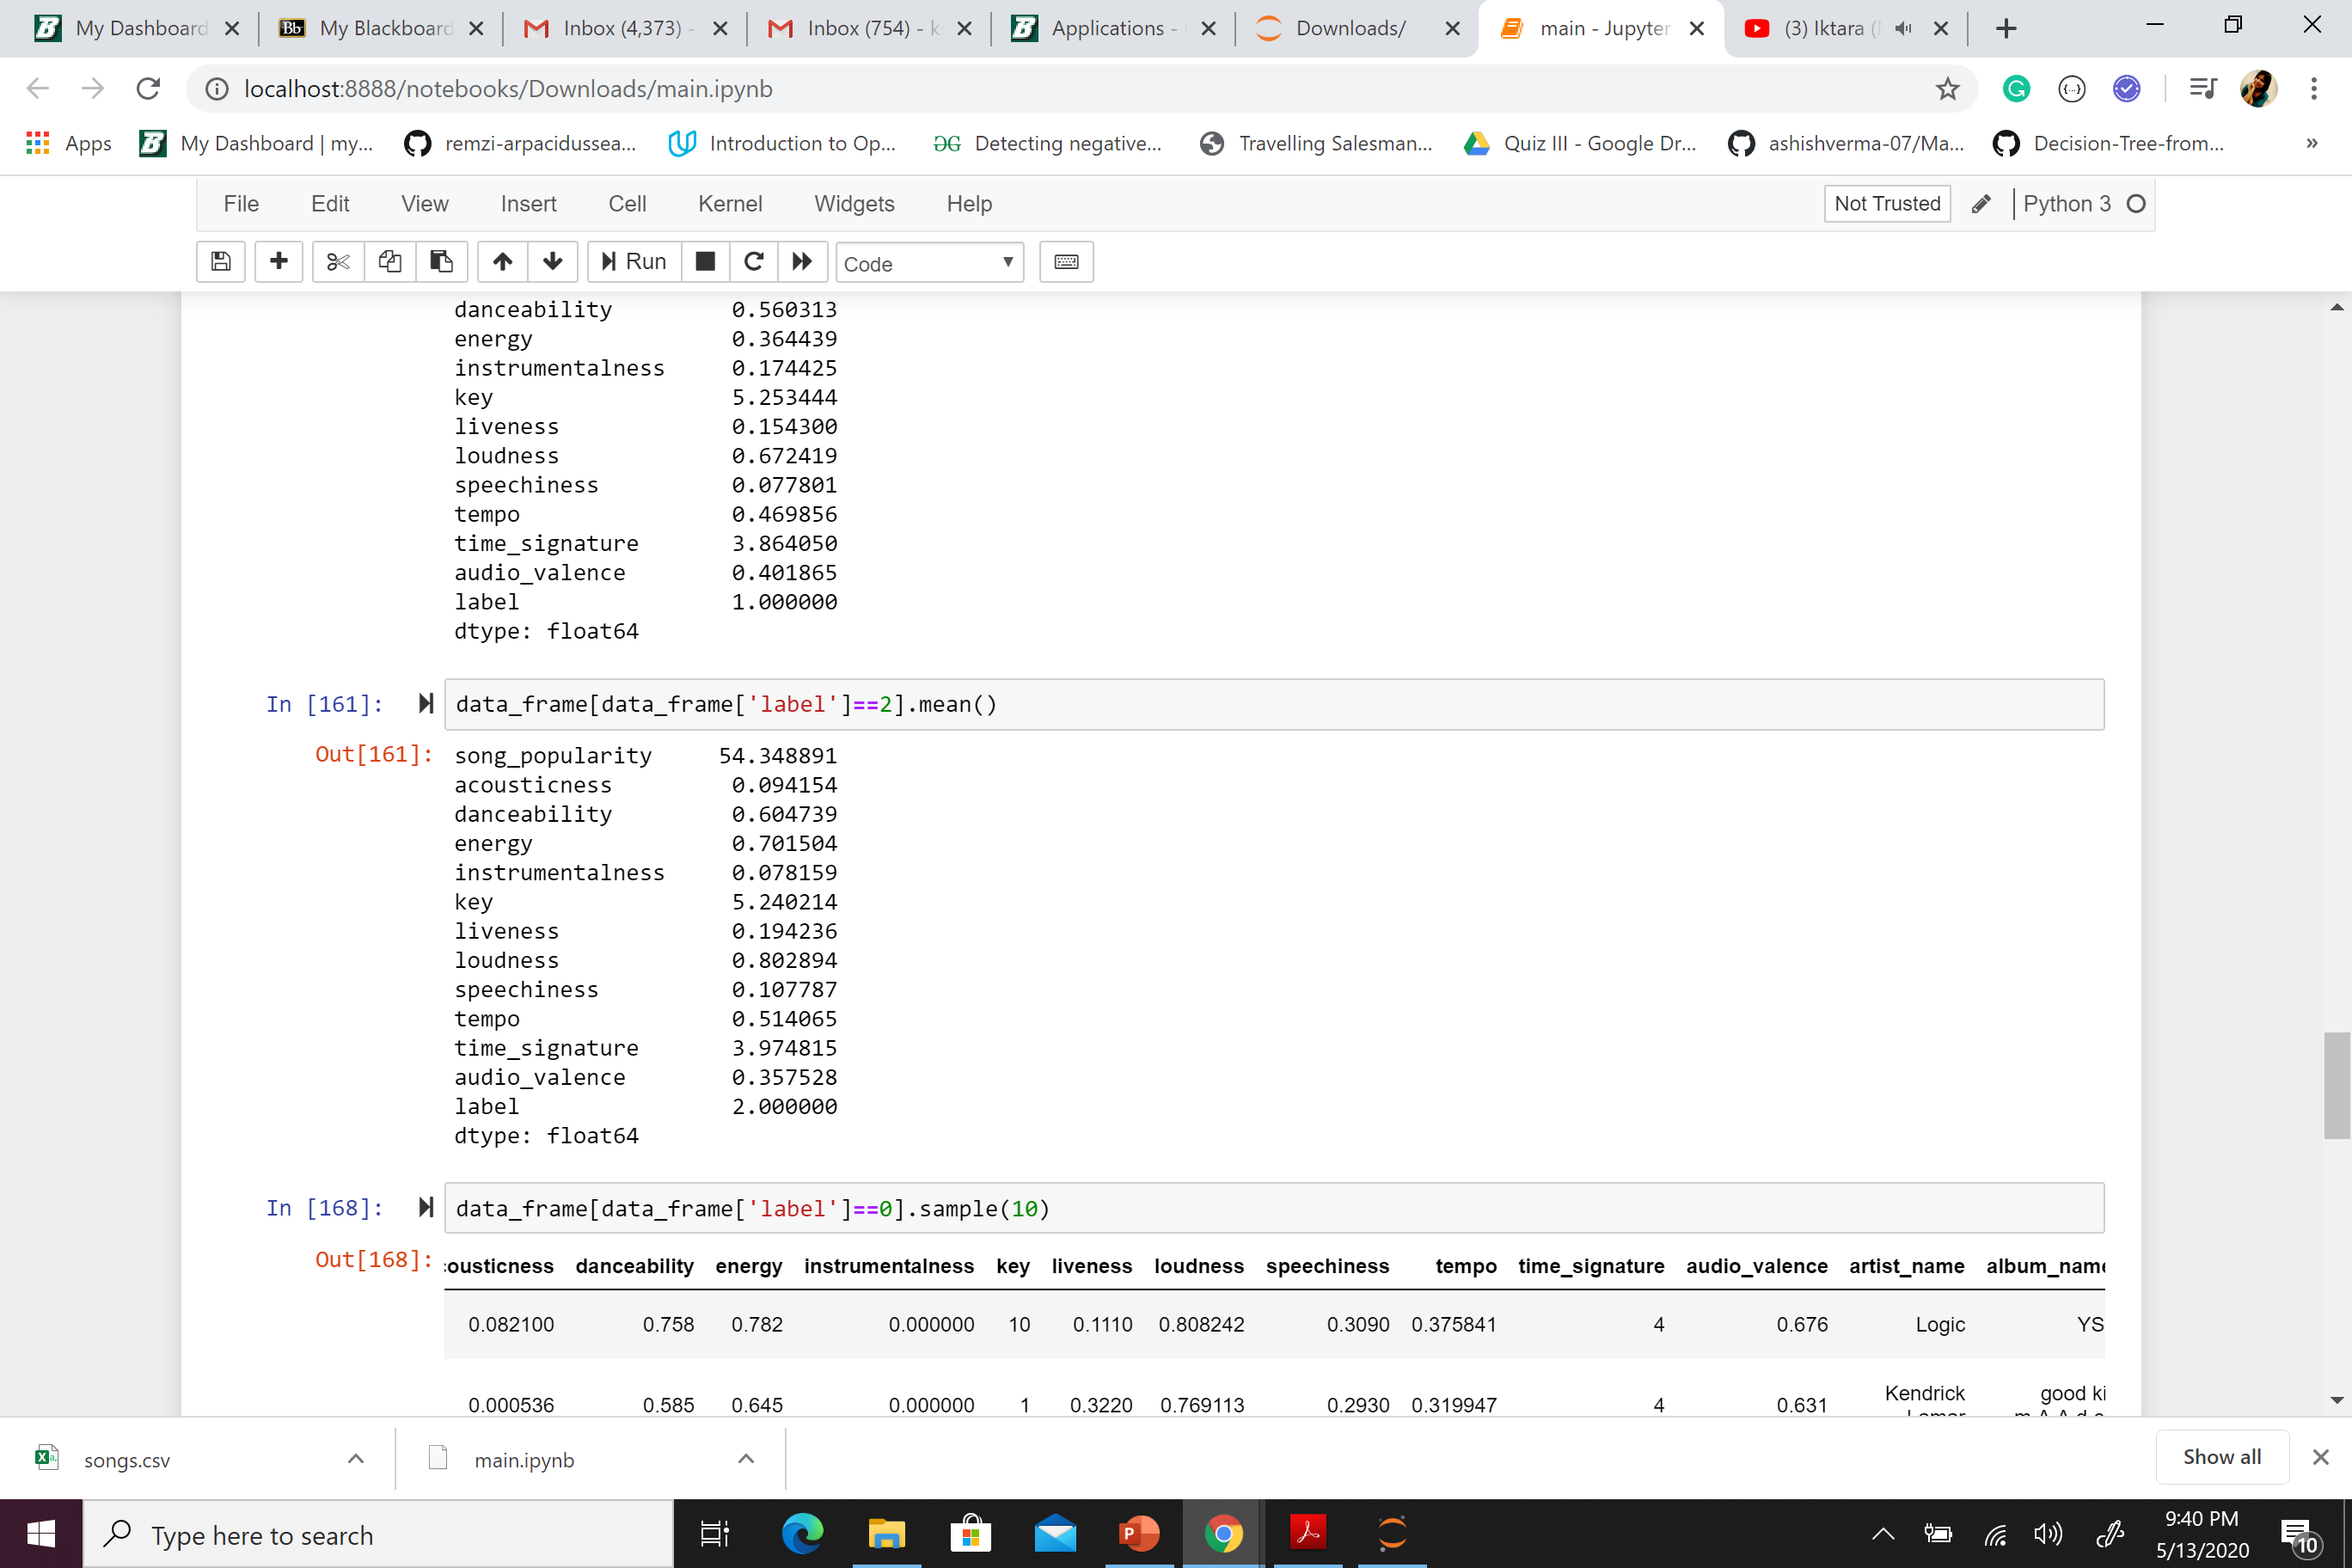 My Dashboard
My Blackboard
Inbox (4,373) -
Inbox (754) - k
Applications -
Downloads/
main - Jupyter
(3) Iktara (
localhost:8888/notebooks/Downloads/main.ipynb
Apps
My Dashboard | my...
remzi-arpacidussea...
Introduction to Op...
Detecting negative...
Travelling Salesman...
Quiz III - Google Dr...
ashishverma-07/Ma...
Decision-Tree-from...
»
File Edit View Insert Cell Kernel Widgets Help
Not Trusted
Python 3
Run
Code
danceability 0.560313
energy 0.364439
instrumentalness 0.174425
key 5.253444
liveness 0.154300
loudness 0.672419
speechiness 0.077801
tempo 0.469856
time_signature 3.864050
audio_valence 0.401865
label 1.000000
dtype: float64
In [161]: data_frame[data_frame['label']==2].mean()
Out[161]: song_popularity 54.348891
acousticness 0.094154
danceability 0.604739
energy 0.701504
instrumentalness 0.078159
key 5.240214
liveness 0.194236
loudness 0.802894
speechiness 0.107787
tempo 0.514065
time_signature 3.974815
audio_valence 0.357528
label 2.000000
dtype: float64
In [168]: data_frame[data_frame['label']==0].sample(10)
Out[168]: cousticness danceability energy instrumentalness key liveness loudness speechiness tempo time_signature audio_valence artist_name album_name
0.082100 0.758 0.782 0.000000 10 0.1110 0.808242 0.3090 0.375841 4 0.676 Logic YS
0.000536 0.585 0.645 0.000000 1 0.3220 0.769113 0.2930 0.319947 4 0.631 Kendrick good ki
songs.csv
main.ipynb
Show all
Type here to search
9:40 PM
5/13/2020
10